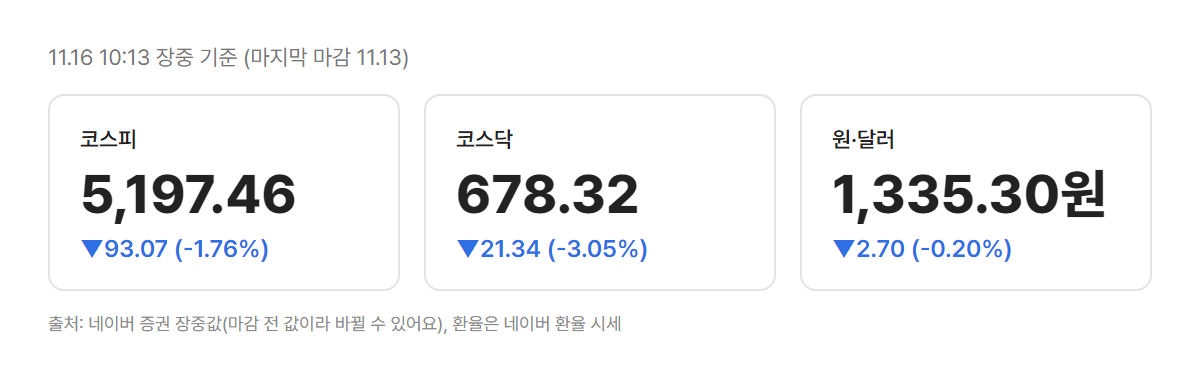 11.16 10:13 장중 기준 (마지막 마감 11.13)
코스피
5,197.46
▼93.07 (-1.76%)
코스닥
678.32
▼21.34 (-3.05%)
원·달러
1,335.30원
▼2.70 (-0.20%)
출처: 네이버 증권 장중값(마감 전 값이라 바뀔 수 있어요), 환율은 네이버 환율 시세